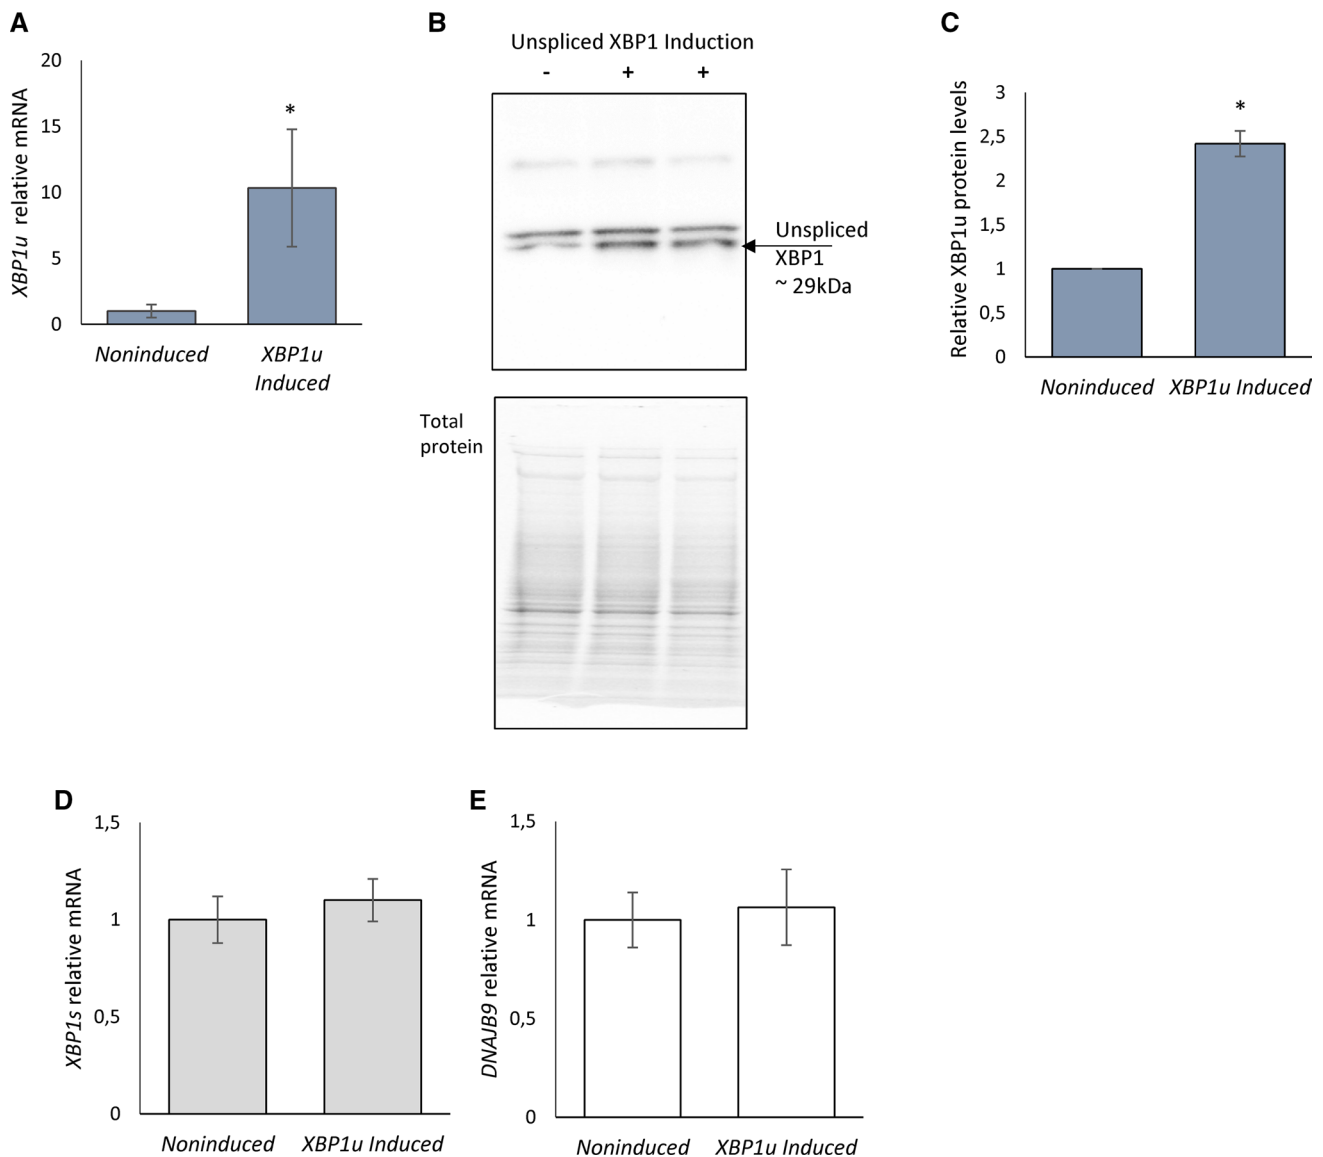 A
XBP1u relative mRNA
20
15
10
5
0
*
Noninduced
XBP1u
Induced
B
Unspliced XBP1 Induction
- + +
Unspliced
XBP1
~ 29kDa
Total
protein
C
Relative XBP1u protein levels
3
2,5
2
1,5
1
0,5
0
*
Noninduced XBP1u Induced
D
XBP1s relative mRNA
1,5
1
0,5
0
Noninduced XBP1u Induced
E
DNAJB9 relative mRNA
1,5
1
0,5
0
Noninduced XBP1u Induced